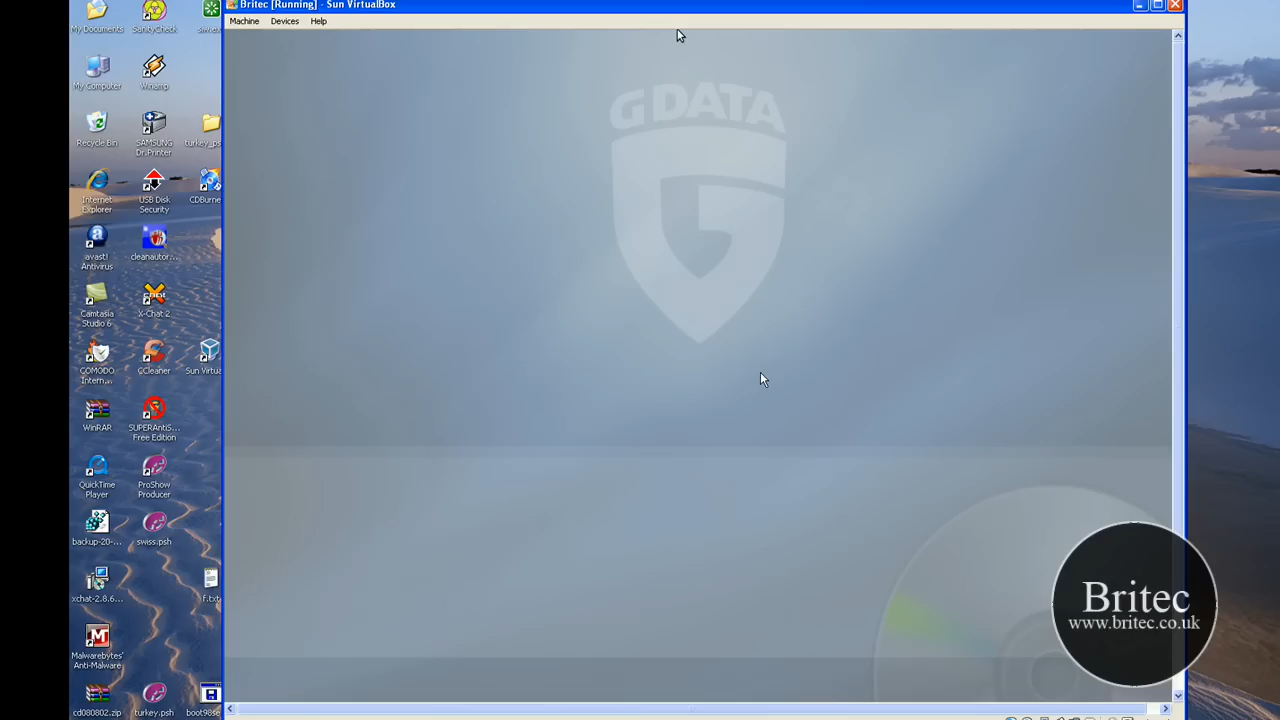 Britec [Running] - Sun VirtualBox
Machine Devices Help
My Documents
SanityCheck
My Computer
Winamp
Recycle Bin
SAMSUNG
Dr.Printer
Internet
Explorer
USB Disk
Security
CDBurne
avast!
Antivirus
cleanautor...
Camtasia
Studio 6
X-Chat 2
COMODO
Intern...
CCleaner
Sun Virtua
WinRAR
SUPERAntiS...
Free Edition
QuickTime
Player
ProShow
Producer
backup-20-...
swiss.psh
xchat-2.8.6...
f.txt
Malwarebytes'
Anti-Malware
cd080802.zip
turkey.psh
boot98se
G DATA
Britec
www.britec.co.uk